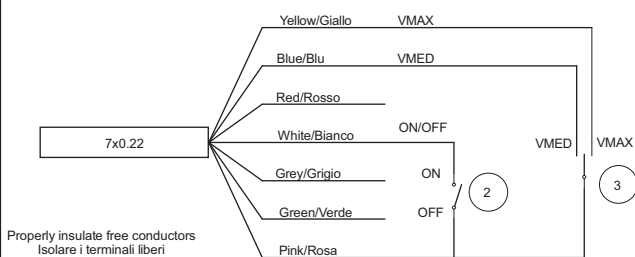 Yellow/Giallo VMAX
Blue/Blu VMED
Red/Rosso
White/Bianco ON/OFF
7x0.22
VMED VMAX
Grey/Grigio ON
2
3
Green/Verde OFF
Properly insulate free conductors
Isolare i terminali liberi
Pink/Rosa